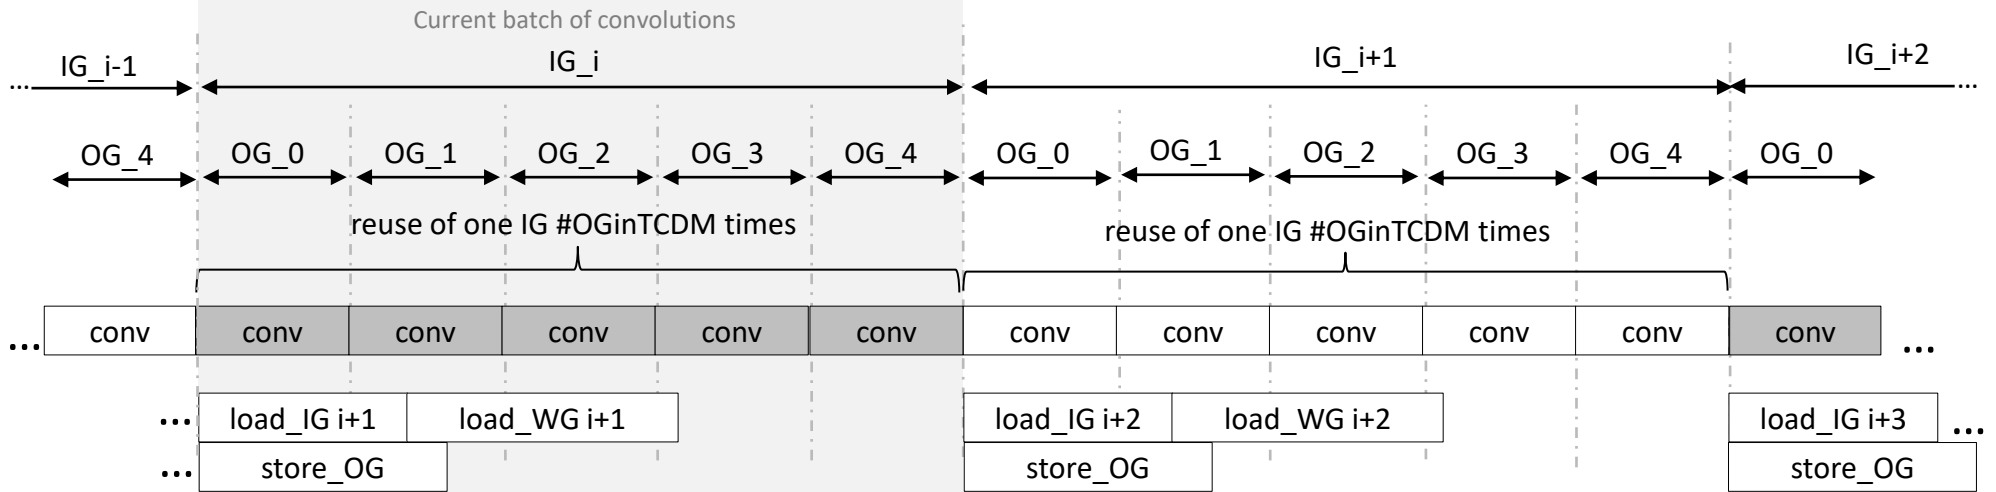 Current batch of convolutions
... IG_i-1 IG_i IG_i+1 IG_i+2 ...
OG_4 OG_0 OG_1 OG_2 OG_3 OG_4 OG_0 OG_1 OG_2 OG_3 OG_4 OG_0
reuse of one IG #OGinTCDM times reuse of one IG #OGinTCDM times
... conv conv conv conv conv conv conv conv conv conv conv conv ...
... load_IG i+1 load_WG i+1 load_IG i+2 load_WG i+2 load_IG i+3 ...
... store_OG store_OG store_OG